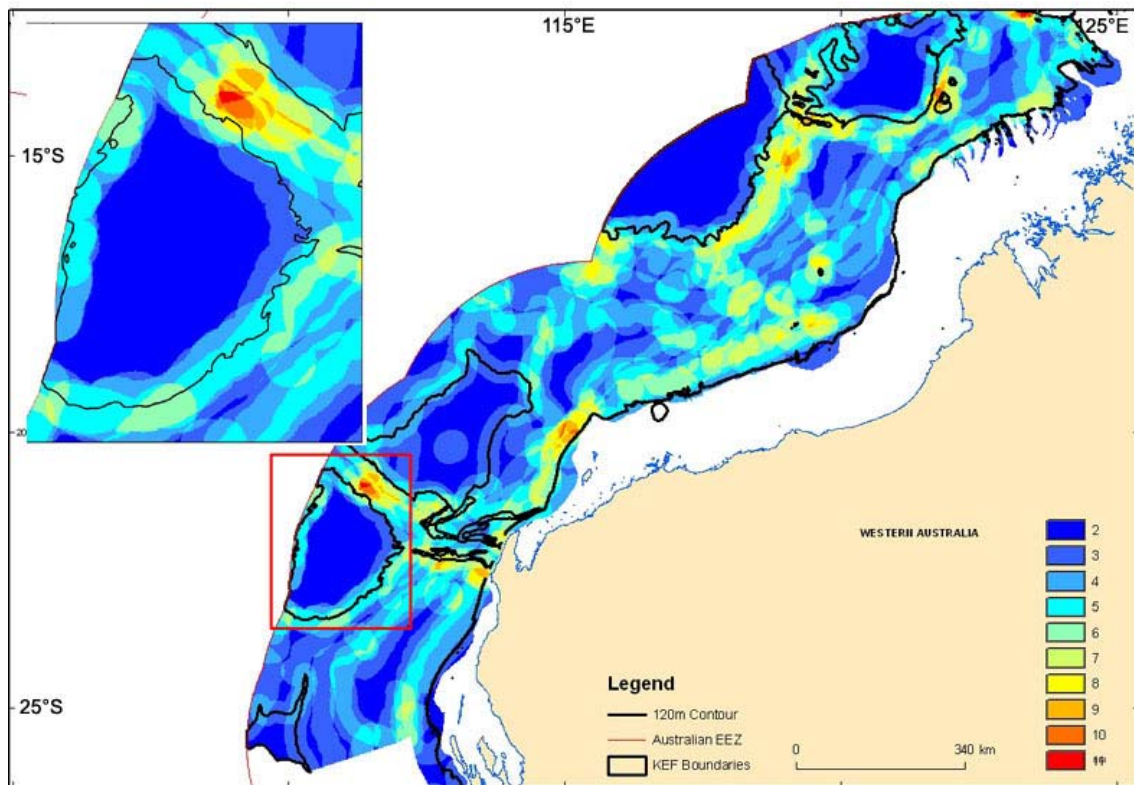 115°E
125°E
15°S
20
25°S
WESTERN AUSTRALIA
2
3
4
5
6
7
8
9
10
Legend
120m Contour
Australian EEZ
KEF Boundaries
0 340 km